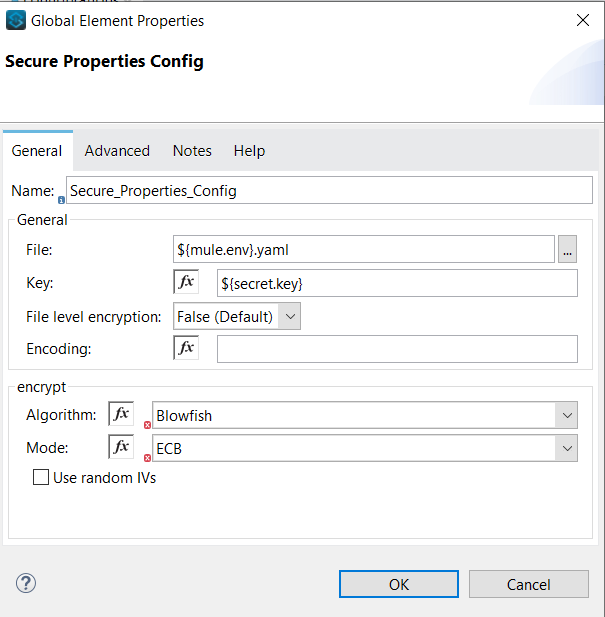 Global Element Properties
Secure Properties Config
General Advanced Notes Help
Name: Secure_Properties_Config
General
File: ${mule.env}.yaml ...
Key: fx ${secret.key}
File level encryption: False (Default)
Encoding: fx
encrypt
Algorithm: fx Blowfish
Mode: fx ECB
Use random IVs
? OK Cancel